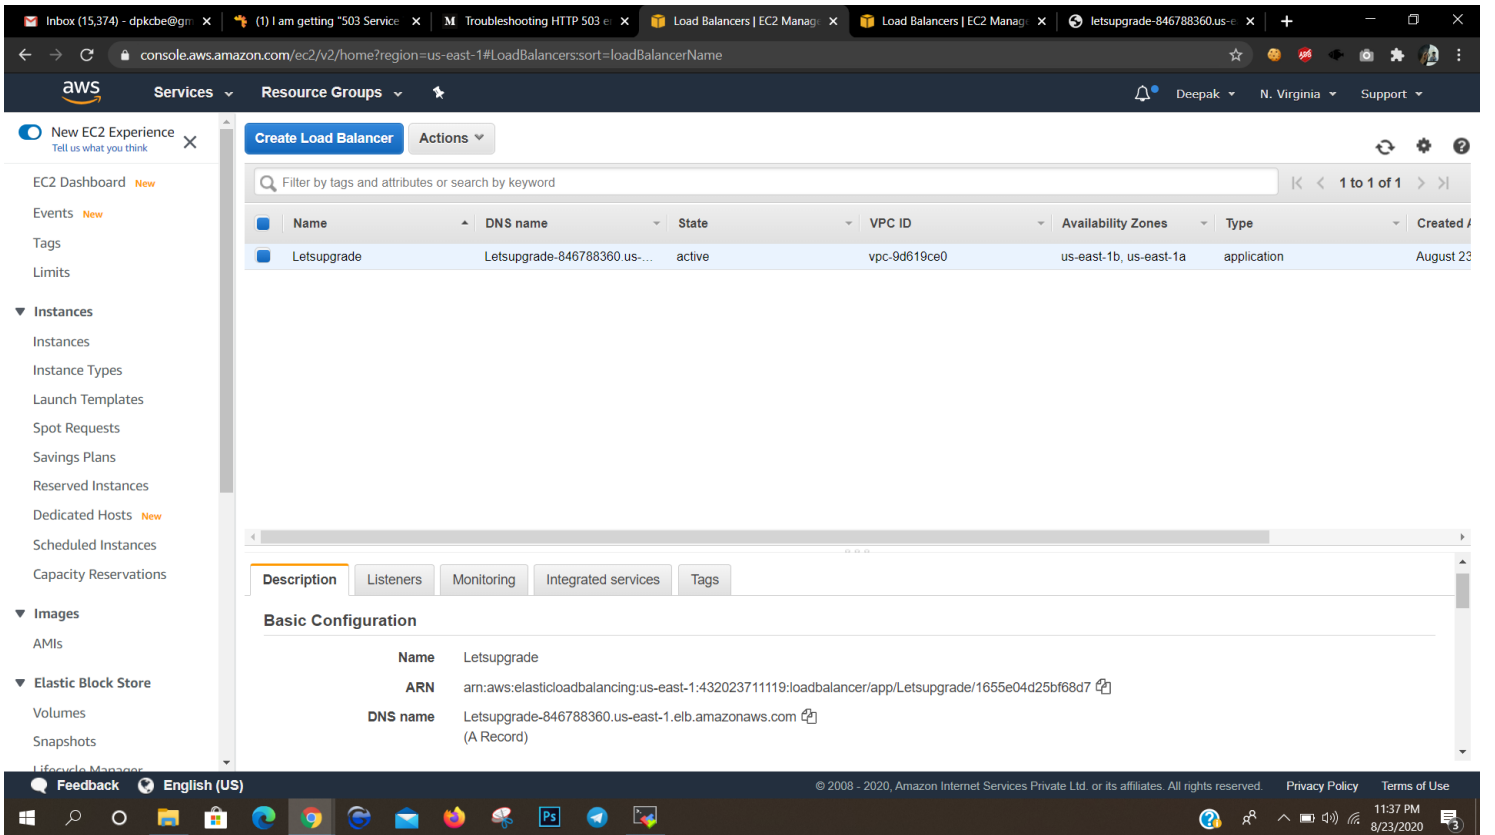 Inbox (15,374) - dpkcbe@gm
(1) I am getting "503 Service
M Troubleshooting HTTP 503 e
Load Balancers | EC2 Manage
Load Balancers | EC2 Manag
letsupgrade-846788360.us-e
console.aws.amazon.com/ec2/v2/home?region=us-east-1#LoadBalancers:sort=loadBalancerName
aws Services Resource Groups Deepak N. Virginia Support
New EC2 Experience
Tell us what you think
EC2 Dashboard New
Events New
Tags
Limits
Instances
Instances
Instance Types
Launch Templates
Spot Requests
Savings Plans
Reserved Instances
Dedicated Hosts New
Scheduled Instances
Capacity Reservations
Images
AMIs
Elastic Block Store
Volumes
Snapshots
Lifecycle Manager
Create Load Balancer Actions
Filter by tags and attributes or search by keyword 1 to 1 of 1
Name DNS name State VPC ID Availability Zones Type Created A
Letsupgrade Letsupgrade-846788360.us-... active vpc-9d619ce0 us-east-1b, us-east-1a application August 23
Description Listeners Monitoring Integrated services Tags
Basic Configuration
Name Letsupgrade
ARN arn:aws:elasticloadbalancing:us-east-1:432023711119:loadbalancer/app/Letsupgrade/1655e04d25bf68d7
DNS name Letsupgrade-846788360.us-east-1.elb.amazonaws.com
(A Record)
Feedback English (US) © 2008 - 2020, Amazon Internet Services Private Ltd. or its affiliates. All rights reserved. Privacy Policy Terms of Use
Ps
11:37 PM
8/23/2020
3